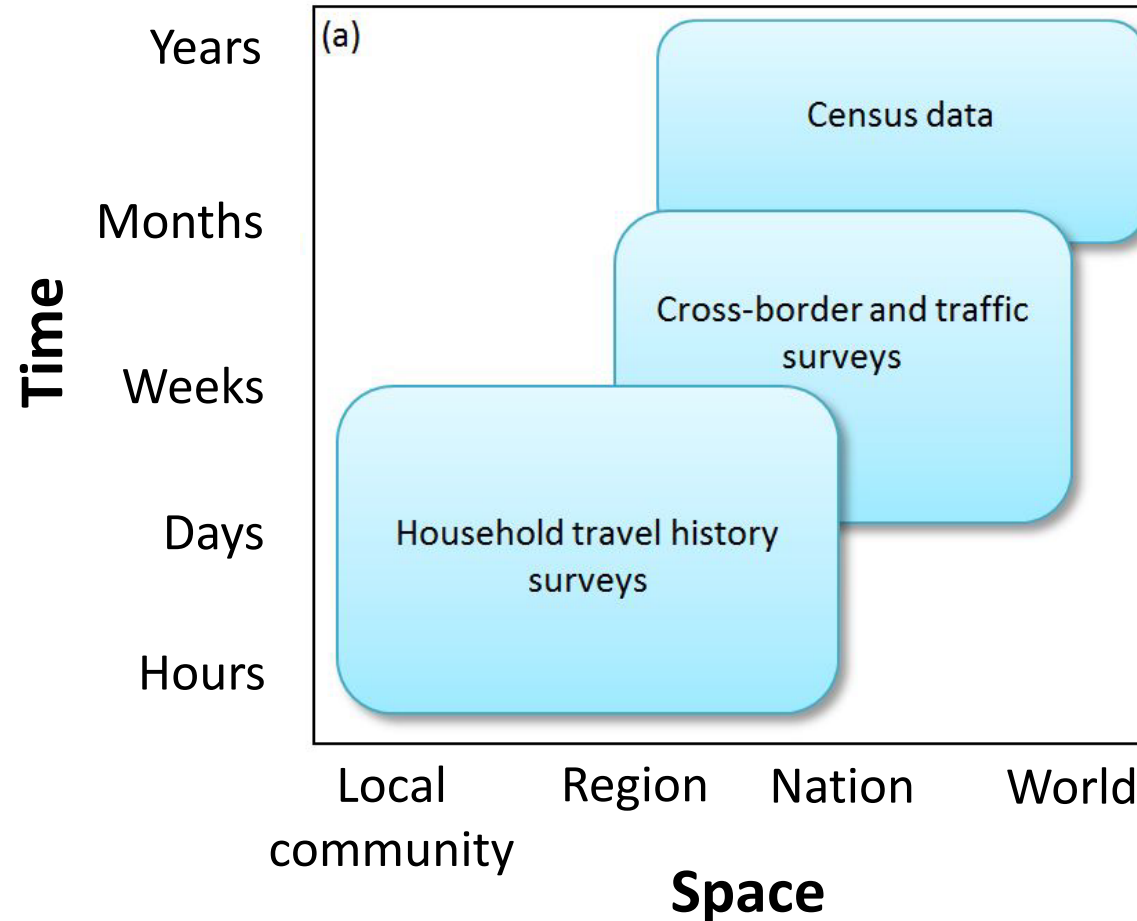 (a)
Years
Months
Weeks
Days
Hours
Time
Census data
Cross-border and traffic
surveys
Household travel history
surveys
Local
community
Region
Nation
World
Space